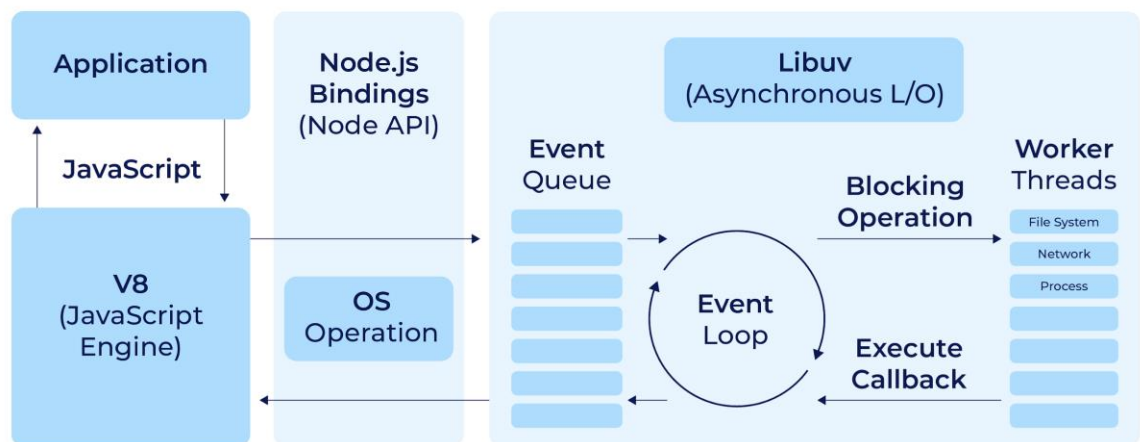 Application
JavaScript
V8
(JavaScript
Engine)
Node.js
Bindings
(Node API)
OS
Operation
Libuv
(Asynchronous L/O)
Event
Queue
Event
Loop
Blocking
Operation
Execute
Callback
Worker
Threads
File System
Network
Process